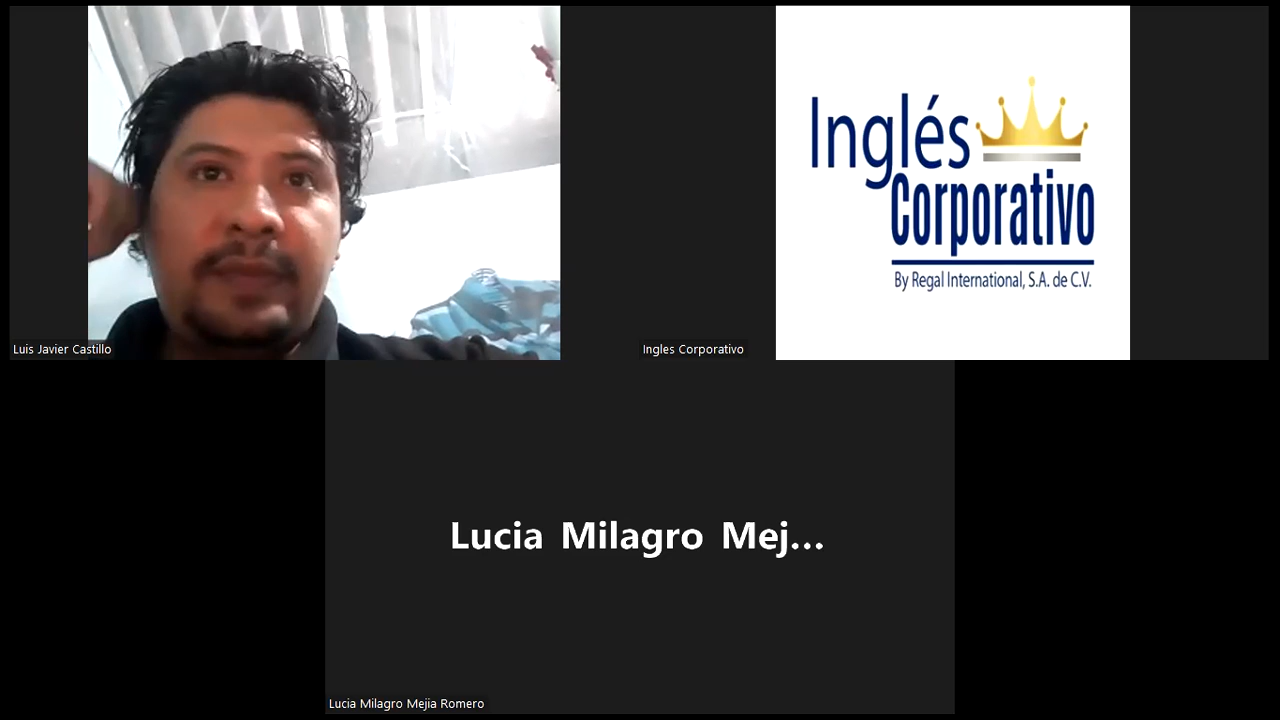 Inglés
Corporativo
By Regal International, S.A. de C.V.
Luis Javier Castillo
Ingles Corporativo
Lucia Milagro Mej...
Lucia Milagro Mejia Romero